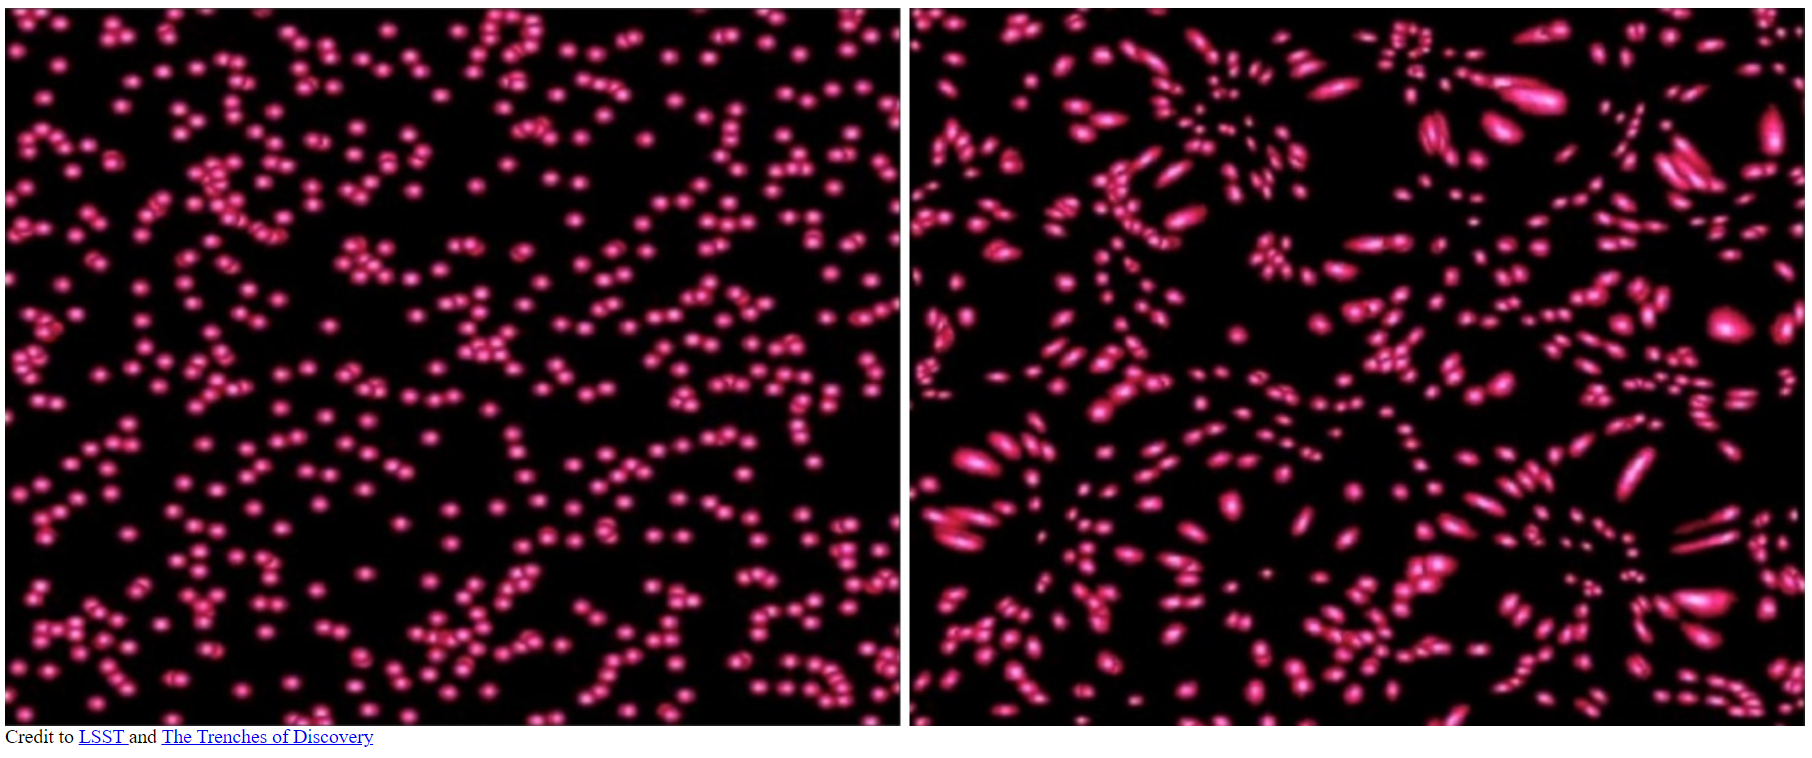 Credit to LSST and The Trenches of Discovery